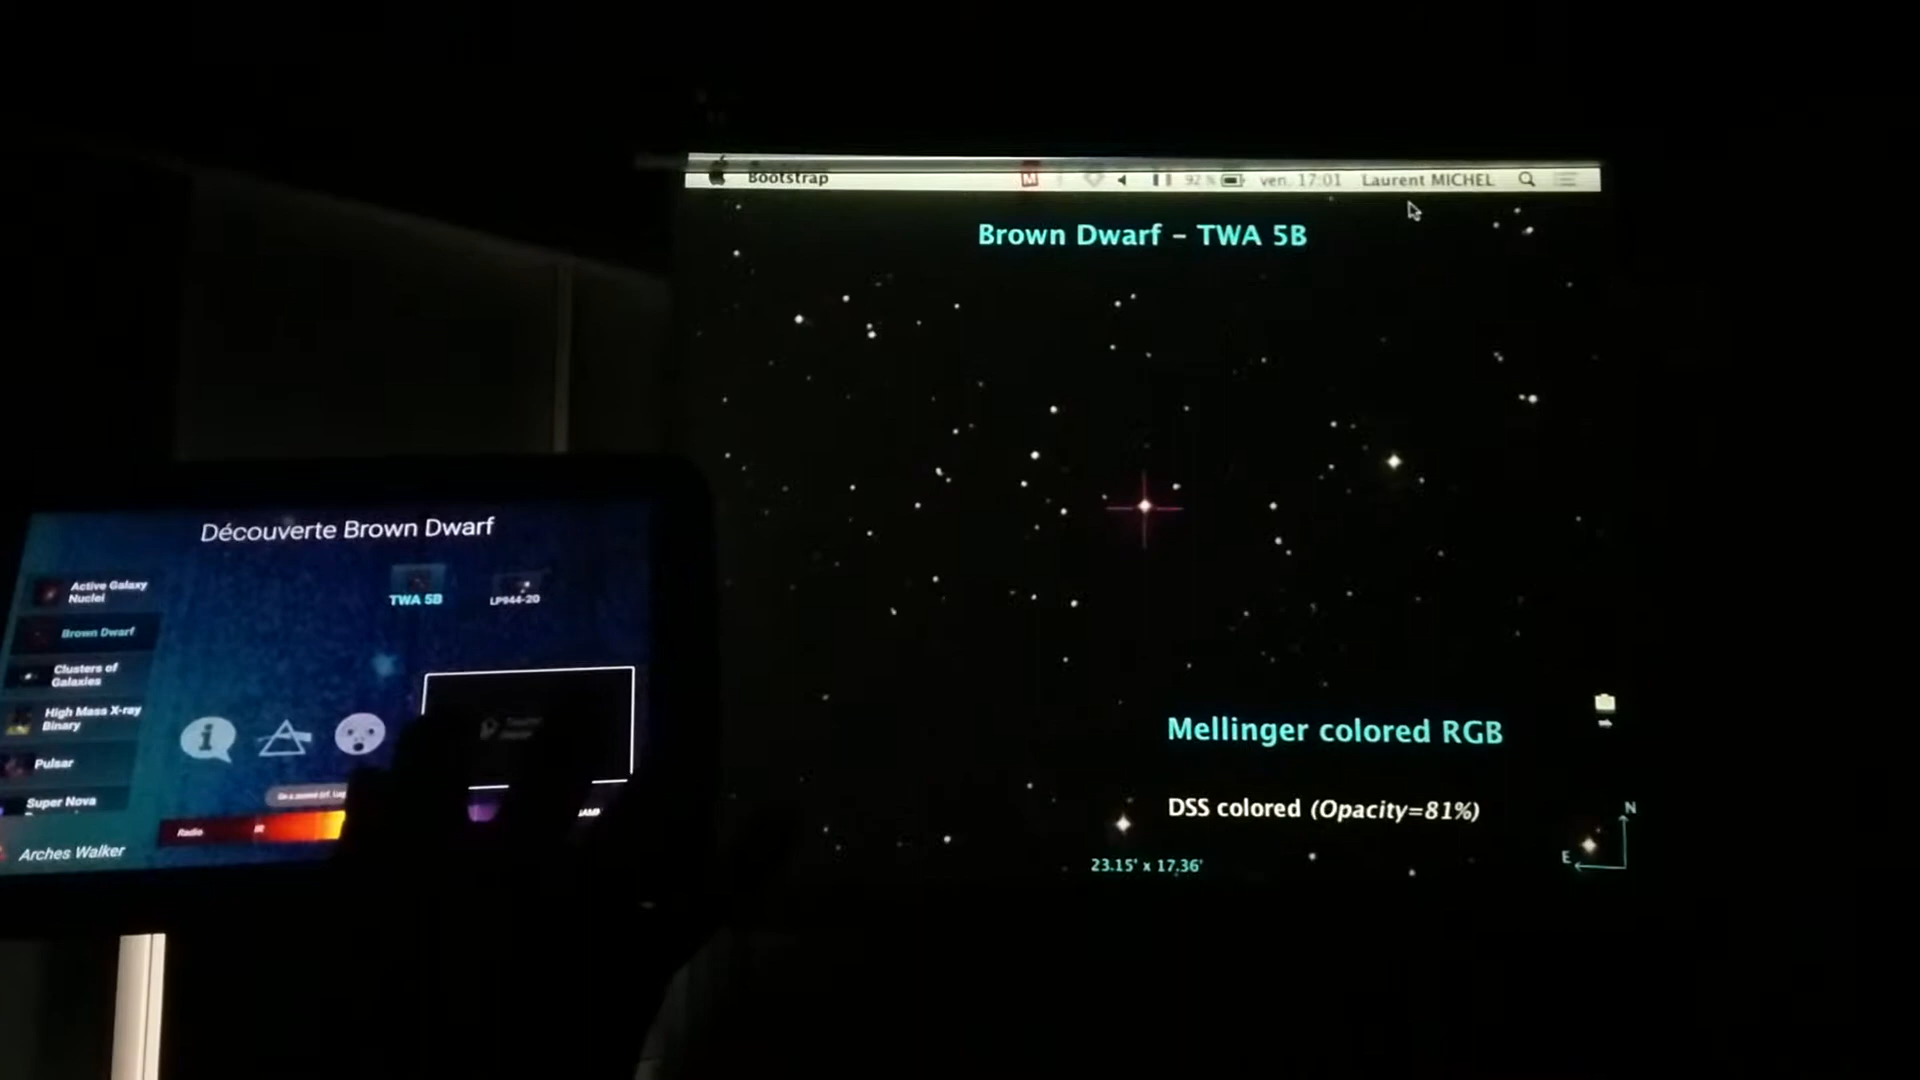 Bootstrap
M
92 %
ven. 17:01
Laurent MICHEL
Brown Dwarf – TWA 5B
Mellinger colored RGB
DSS colored (Opacity=81%)
23.15' x 17.36'
N
E
Découverte Brown Dwarf
TWA 5B
LP944-20
Active Galaxy
Nuclei
Brown Dwarf
Clusters of
Galaxies
High Mass X-ray
Binary
Pulsar
Super Nova
Arches Walker
Radio
IR